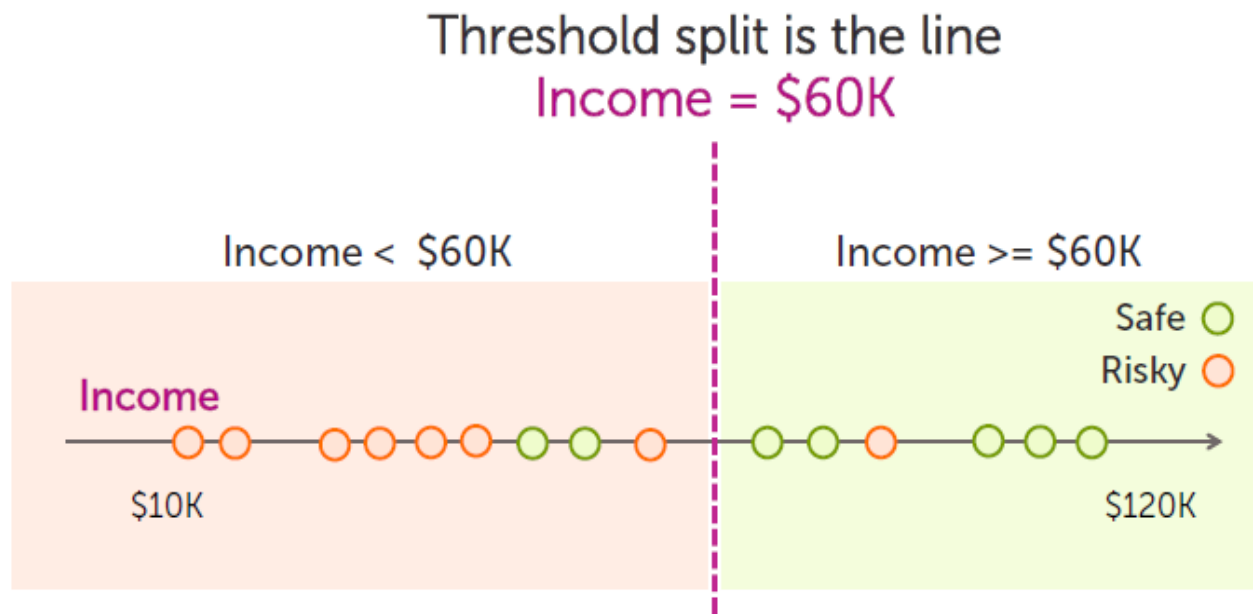 Threshold split is the line
Income = $60K
Income < $60K
Income >= $60K
Safe
Risky
Income
$10K
$120K